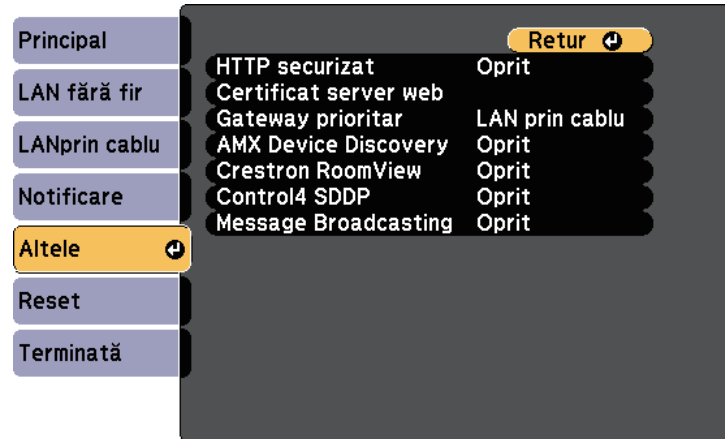 Principal
LAN fără fir
LANprin cablu
Notificare
Altele
Reset
Terminată
Retur
HTTP securizat Oprit
Certificat server web
Gateway prioritar LAN prin cablu
AMX Device Discovery Oprit
Crestron RoomView Oprit
Control4 SDDP Oprit
Message Broadcasting Oprit